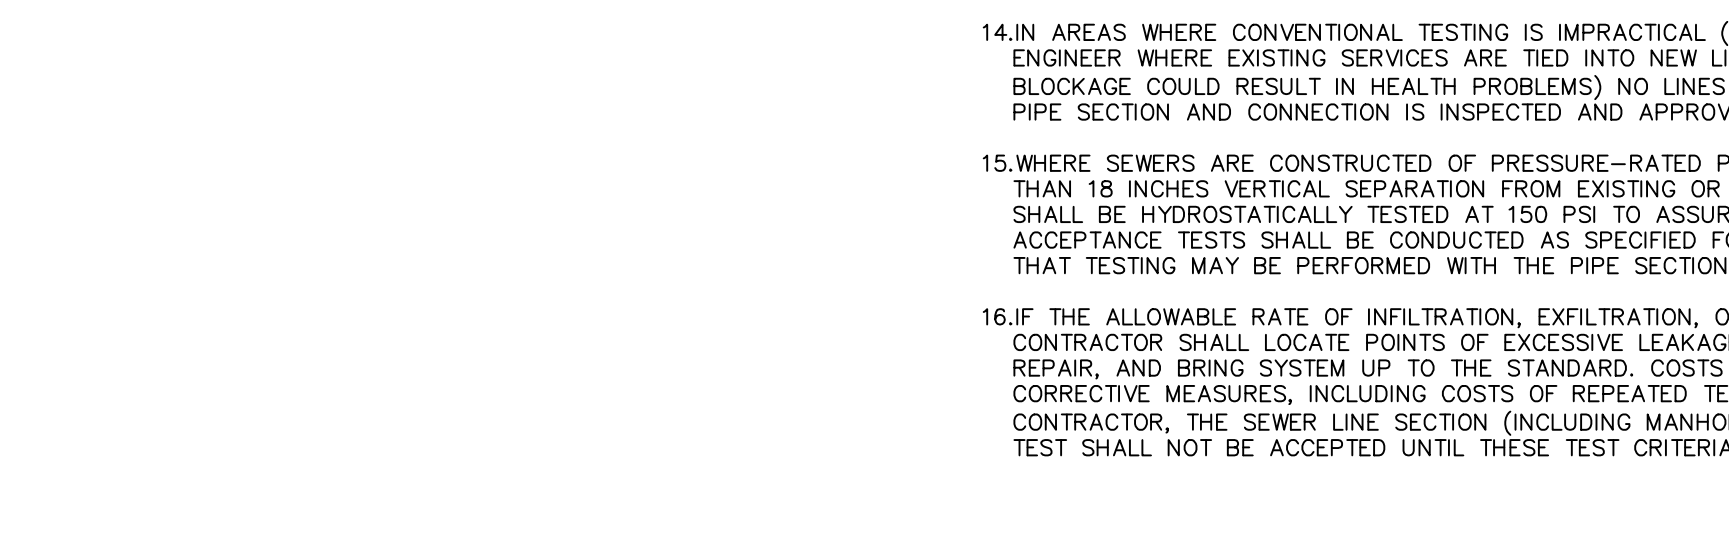 14.IN AREAS WHERE CONVENTIONAL TESTING IS IMPRACTICAL (
ENGINEER WHERE EXISTING SERVICES ARE TIED INTO NEW LI
BLOCKAGE COULD RESULT IN HEALTH PROBLEMS) NO LINES
PIPE SECTION AND CONNECTION IS INSPECTED AND APPROV
15.WHERE SEWERS ARE CONSTRUCTED OF PRESSURE-RATED P
THAN 18 INCHES VERTICAL SEPARATION FROM EXISTING OR
SHALL BE HYDROSTATICALLY TESTED AT 150 PSI TO ASSUR
ACCEPTANCE TESTS SHALL BE CONDUCTED AS SPECIFIED FO
THAT TESTING MAY BE PERFORMED WITH THE PIPE SECTION
16.IF THE ALLOWABLE RATE OF INFILTRATION, EXFILTRATION, O
CONTRACTOR SHALL LOCATE POINTS OF EXCESSIVE LEAKAG
REPAIR, AND BRING SYSTEM UP TO THE STANDARD. COSTS
CORRECTIVE MEASURES, INCLUDING COSTS OF REPEATED TE
CONTRACTOR, THE SEWER LINE SECTION (INCLUDING MANHO
TEST SHALL NOT BE ACCEPTED UNTIL THESE TEST CRITERIA